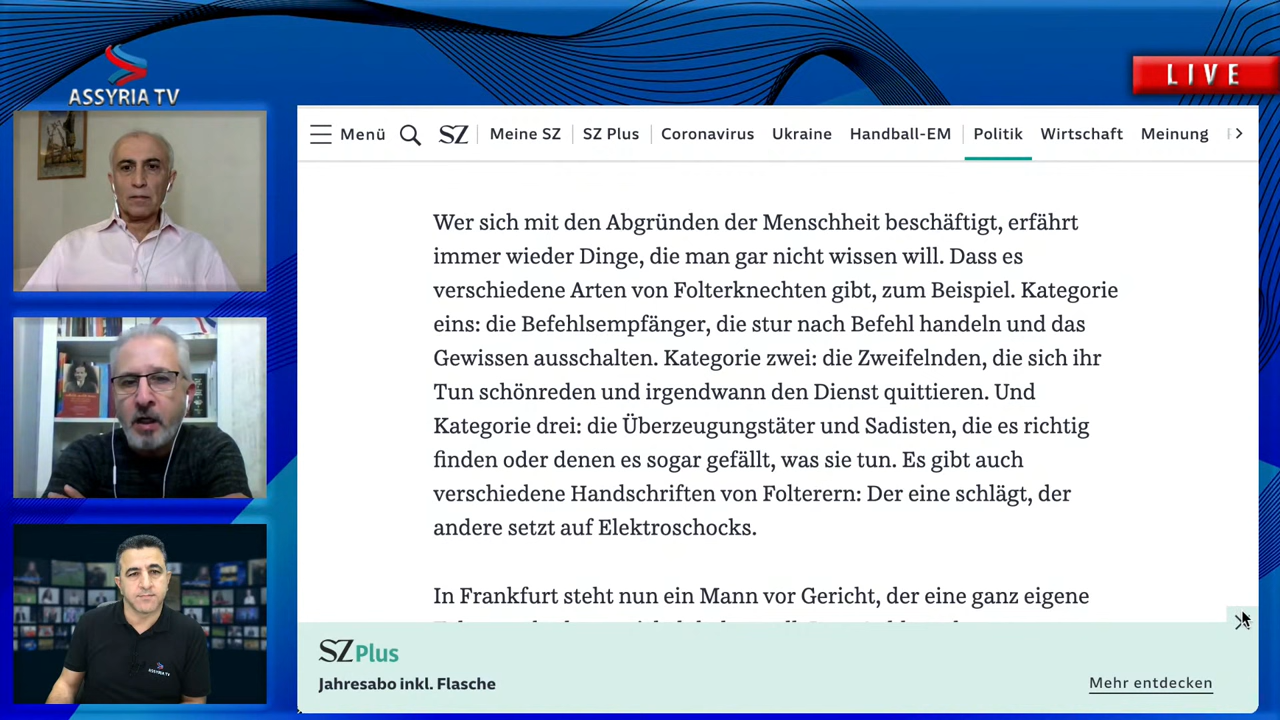 ASSYRIA TV
LIVE
Menü
SZ
Meine SZ
SZ Plus
Coronavirus
Ukraine
Handball-EM
Politik
Wirtschaft
Meinung
Wer sich mit den Abgründen der Menschheit beschäftigt, erfährt
immer wieder Dinge, die man gar nicht wissen will. Dass es
verschiedene Arten von Folterknechten gibt, zum Beispiel. Kategorie
eins: die Befehlsempfänger, die stur nach Befehl handeln und das
Gewissen ausschalten. Kategorie zwei: die Zweifelnden, die sich ihr
Tun schönreden und irgendwann den Dienst quittieren. Und
Kategorie drei: die Überzeugungstäter und Sadisten, die es richtig
finden oder denen es sogar gefällt, was sie tun. Es gibt auch
verschiedene Handschriften von Folterern: Der eine schlägt, der
andere setzt auf Elektroschocks.
In Frankfurt steht nun ein Mann vor Gericht, der eine ganz eigene
SZ Plus
Jahresabo inkl. Flasche
Mehr entdecken
ASSYRIA TV